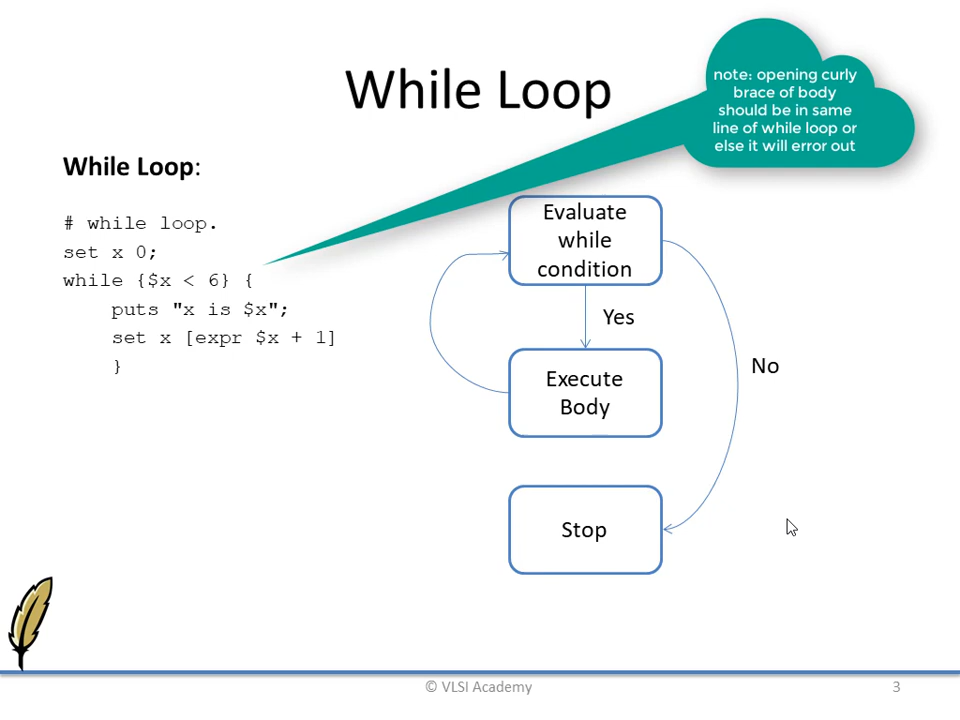 While Loop
note: opening curly
brace of body
should be in same
line of while loop or
else it will error out
While Loop:
# while loop.
set x 0;
while {$x < 6} {
    puts "x is $x";
    set x [expr $x + 1]
    }
Evaluate
while
condition
Yes
No
Execute
Body
Stop
© VLSI Academy
3